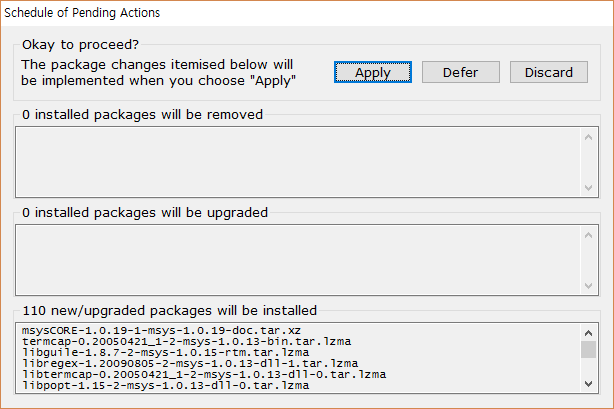 Schedule of Pending Actions
Okay to proceed?
The package changes itemised below will
be implemented when you choose "Apply"
Apply
Defer
Discard
0 installed packages will be removed
0 installed packages will be upgraded
110 new/upgraded packages will be installed
msysCORE-1.0.19-1-msys-1.0.19-doc.tar.xz
termcap-0.20050421_1-2-msys-1.0.13-bin.tar.lzma
libguile-1.8.7-2-msys-1.0.15-rtm.tar.lzma
libregex-1.20090805-2-msys-1.0.13-dll-1.tar.lzma
libtermcap-0.20050421_1-2-msys-1.0.13-dll-0.tar.lzma
libpopt-1.15-2-msys-1.0.13-dll-0.tar.lzma